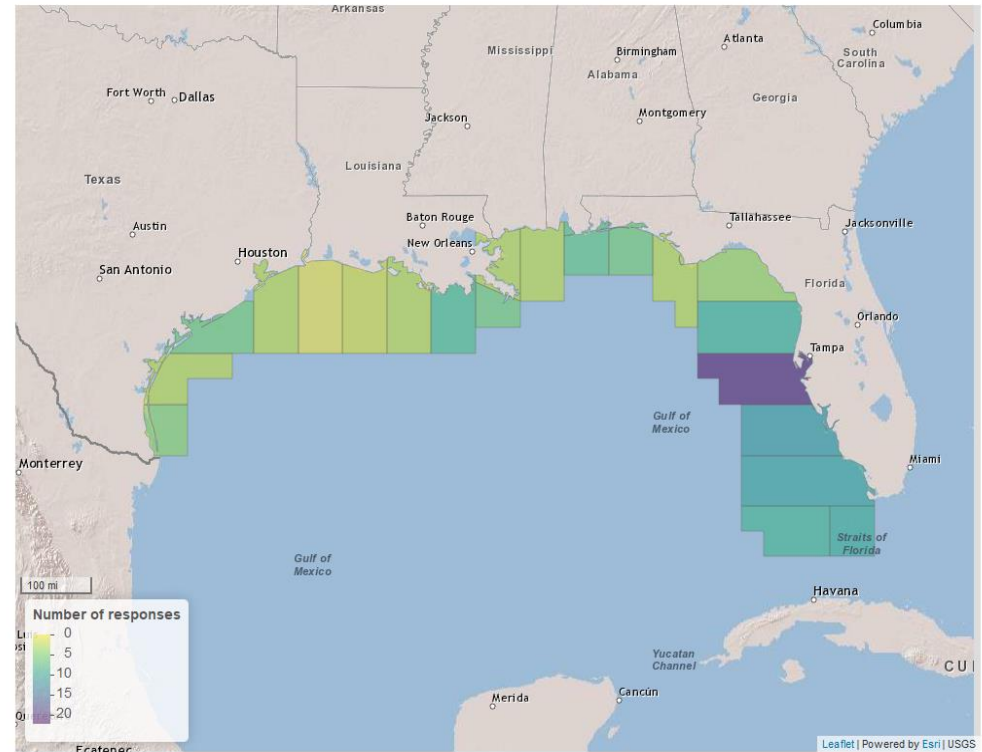 Arkansas
Columbia
Atlanta
Mississippi
Birmingham
South
Carolina
Alabama
Fort Worth
Dallas
Georgia
Montgomery
Jackson
Louisiana
Texas
Baton Rouge
Tallahassee
Jacksonville
Austin
New Orleans
Houston
San Antonio
Florida
Orlando
Tampa
Gulf of
Mexico
Miami
Monterrey
Straits of
Florida
Gulf of
Mexico
100 mi
Havana
Number of responses
0
5
10
15
20
Yucatan
Channel
CU
Merida
Cancún
Ecatepec
Leaflet | Powered by Esri | USGS